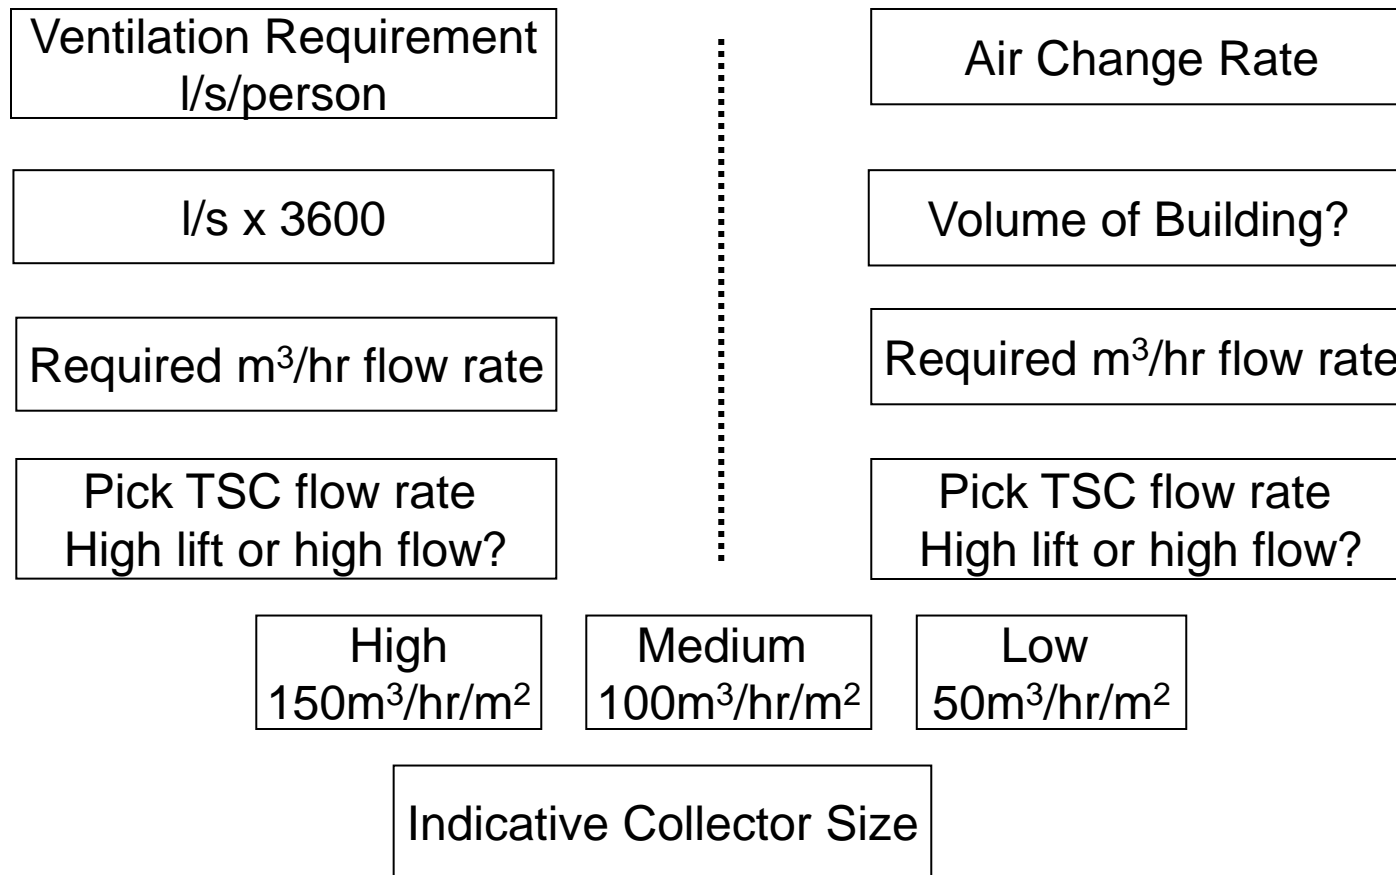 Ventilation Requirement
l/s/person
Air Change Rate
l/s x 3600
Volume of Building?
Required m³/hr flow rate
Required m³/hr flow rate
Pick TSC flow rate
High lift or high flow?
Pick TSC flow rate
High lift or high flow?
High
150m³/hr/m²
Medium
100m³/hr/m²
Low
50m³/hr/m²
Indicative Collector Size